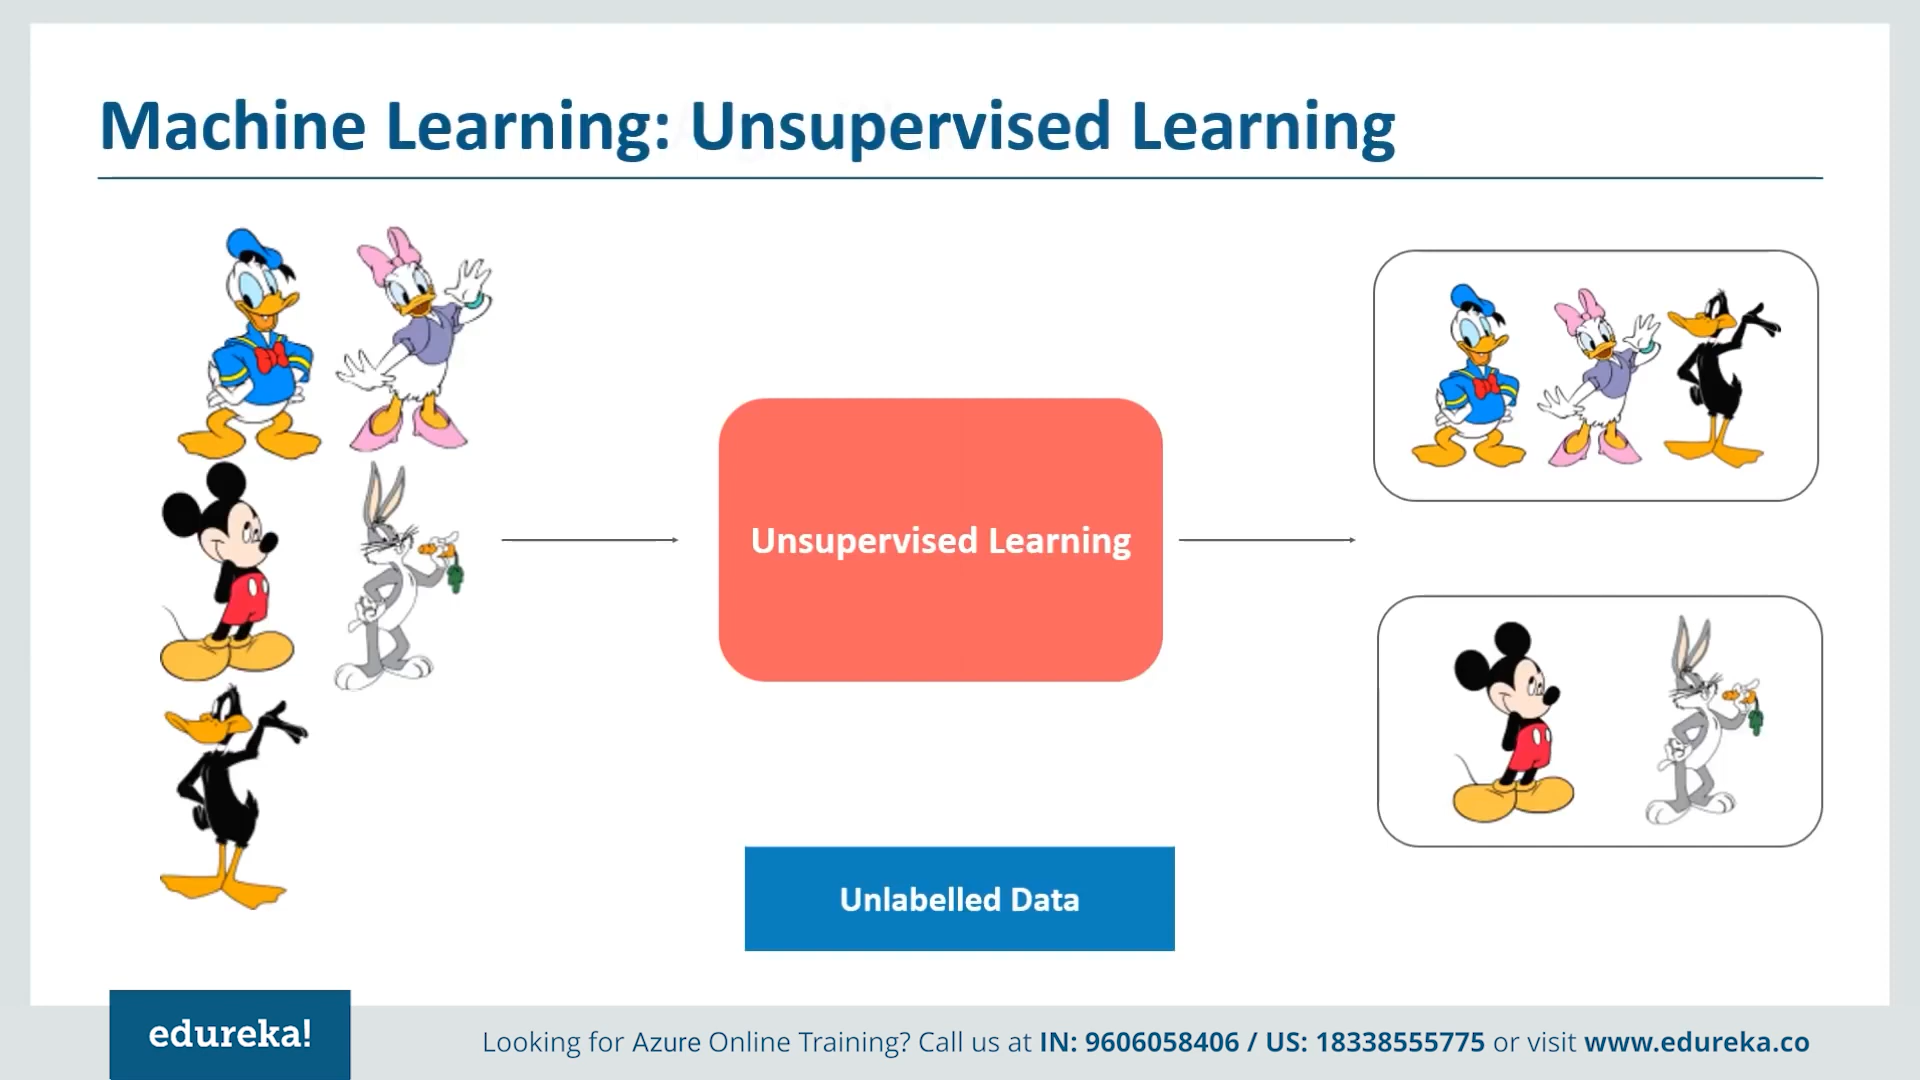 Machine Learning: Unsupervised Learning
Unsupervised Learning
Unlabelled Data
edureka!
Looking for Azure Online Training? Call us at IN: 9606058406 / US: 18338555775 or visit www.edureka.co